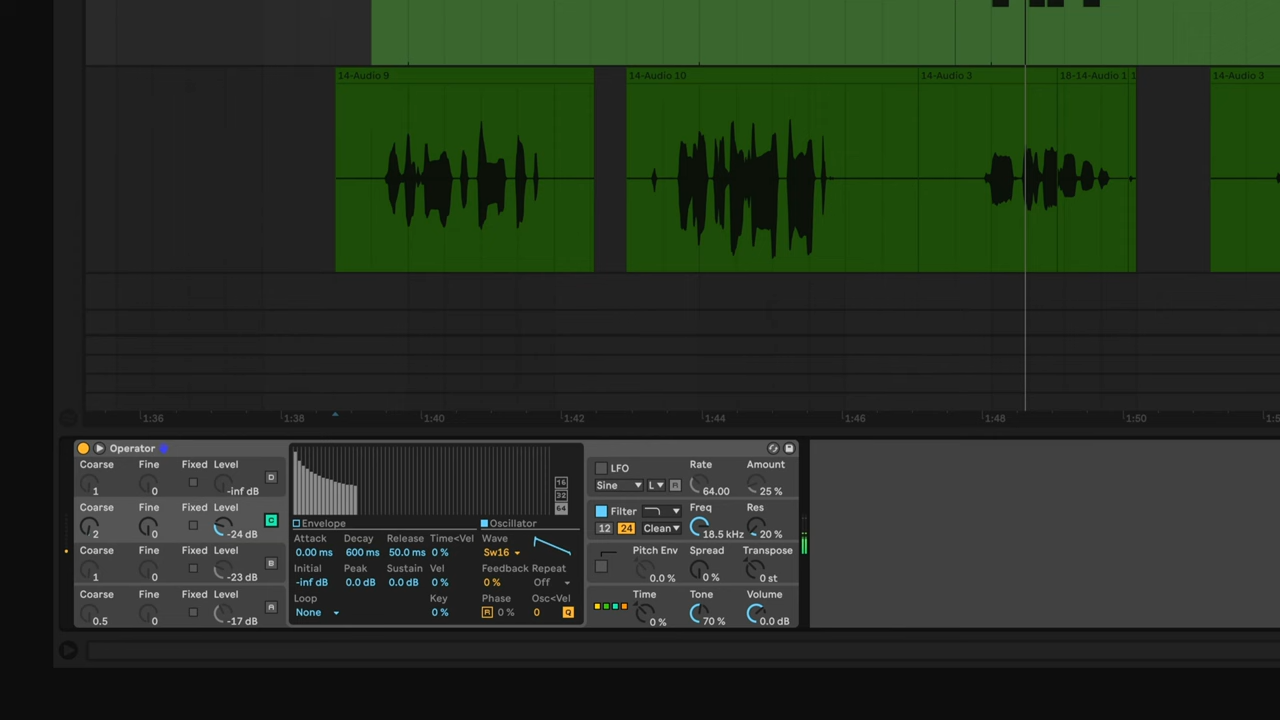 14-Audio 9
14-Audio 10
14-Audio 3
18-14-Audio 1
14-Audio 3
1:36
1:38
1:40
1:42
1:44
1:46
1:48
1:50
Operator
Coarse Fine Fixed Level
1 0 -inf dB D
Coarse Fine Fixed Level
2 0 -24 dB C
Coarse Fine Fixed Level
1 0 -23 dB B
Coarse Fine Fixed Level
0.5 0 -17 dB A
16
32
64
Envelope
Oscillator
Attack Decay Release Time<Vel
0.00 ms 600 ms 50.0 ms 0 %
Initial Peak Sustain Vel
-inf dB 0.0 dB 0.0 dB 0 %
Loop Key
None 0 %
Wave
Sw16
Feedback Repeat
0 % Off
Phase Osc<Vel
R 0 % 0 Q
LFO Rate Amount
Sine L R 64.00 25 %
Filter Freq Res
12 24 Clean 18.5 kHz 20 %
Pitch Env Spread Transpose
0.0 % 0 % 0 st
Time Tone Volume
0 % 70 % 0.0 dB